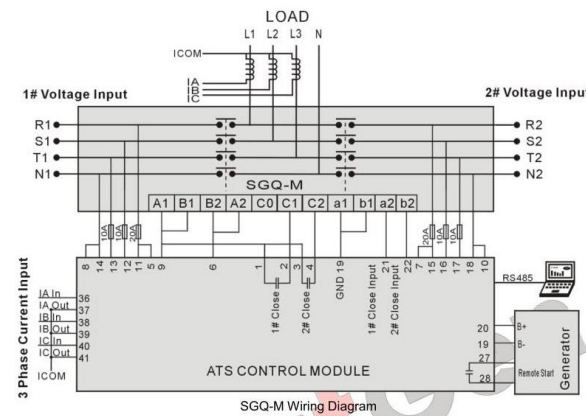 LOAD
L1 L2 L3 N
ICOM
IA
IB
IC
1# Voltage Input
2# Voltage Input
R1
S1
T1
N1
R2
S2
T2
N2
SGQ-M
A1 B1 B2 A2 C0 C1 C2 a1 b1 a2 b2
10A
10A
20A
20A
10A
10A
8 14 13 12 11 5 9 6 1 2 3 4 GND 19 21 22 7 15 16 17 18 10
1# Close
2# Close
1# Close Input
2# Close Input
RS485
3 Phase Current Input
IA In 36
IA Out 37
IB In 38
IB Out 39
IC In 40
IC Out 41
ICOM
ATS CONTROL MODULE
20 B+
19 B-
27
28
Remote Start
Generator
SGQ-M Wiring Diagram